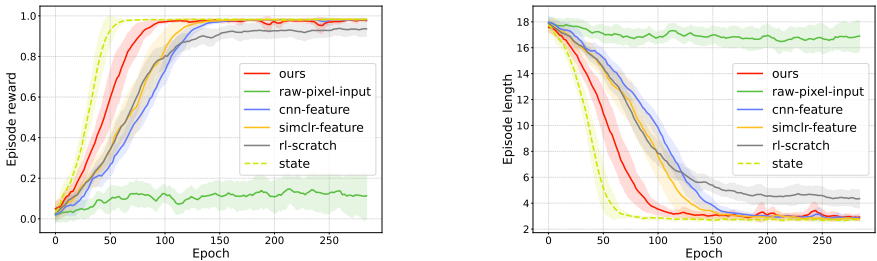 Episode reward
1.0
0.8
0.6
0.4
0.2
0.0
0
50
100
150
200
250
Epoch
ours
raw-pixel-input
cnn-feature
simclr-feature
rl-scratch
state
Episode length
18
16
14
12
10
8
6
4
2
0
50
100
150
200
250
Epoch
ours
raw-pixel-input
cnn-feature
simclr-feature
rl-scratch
state